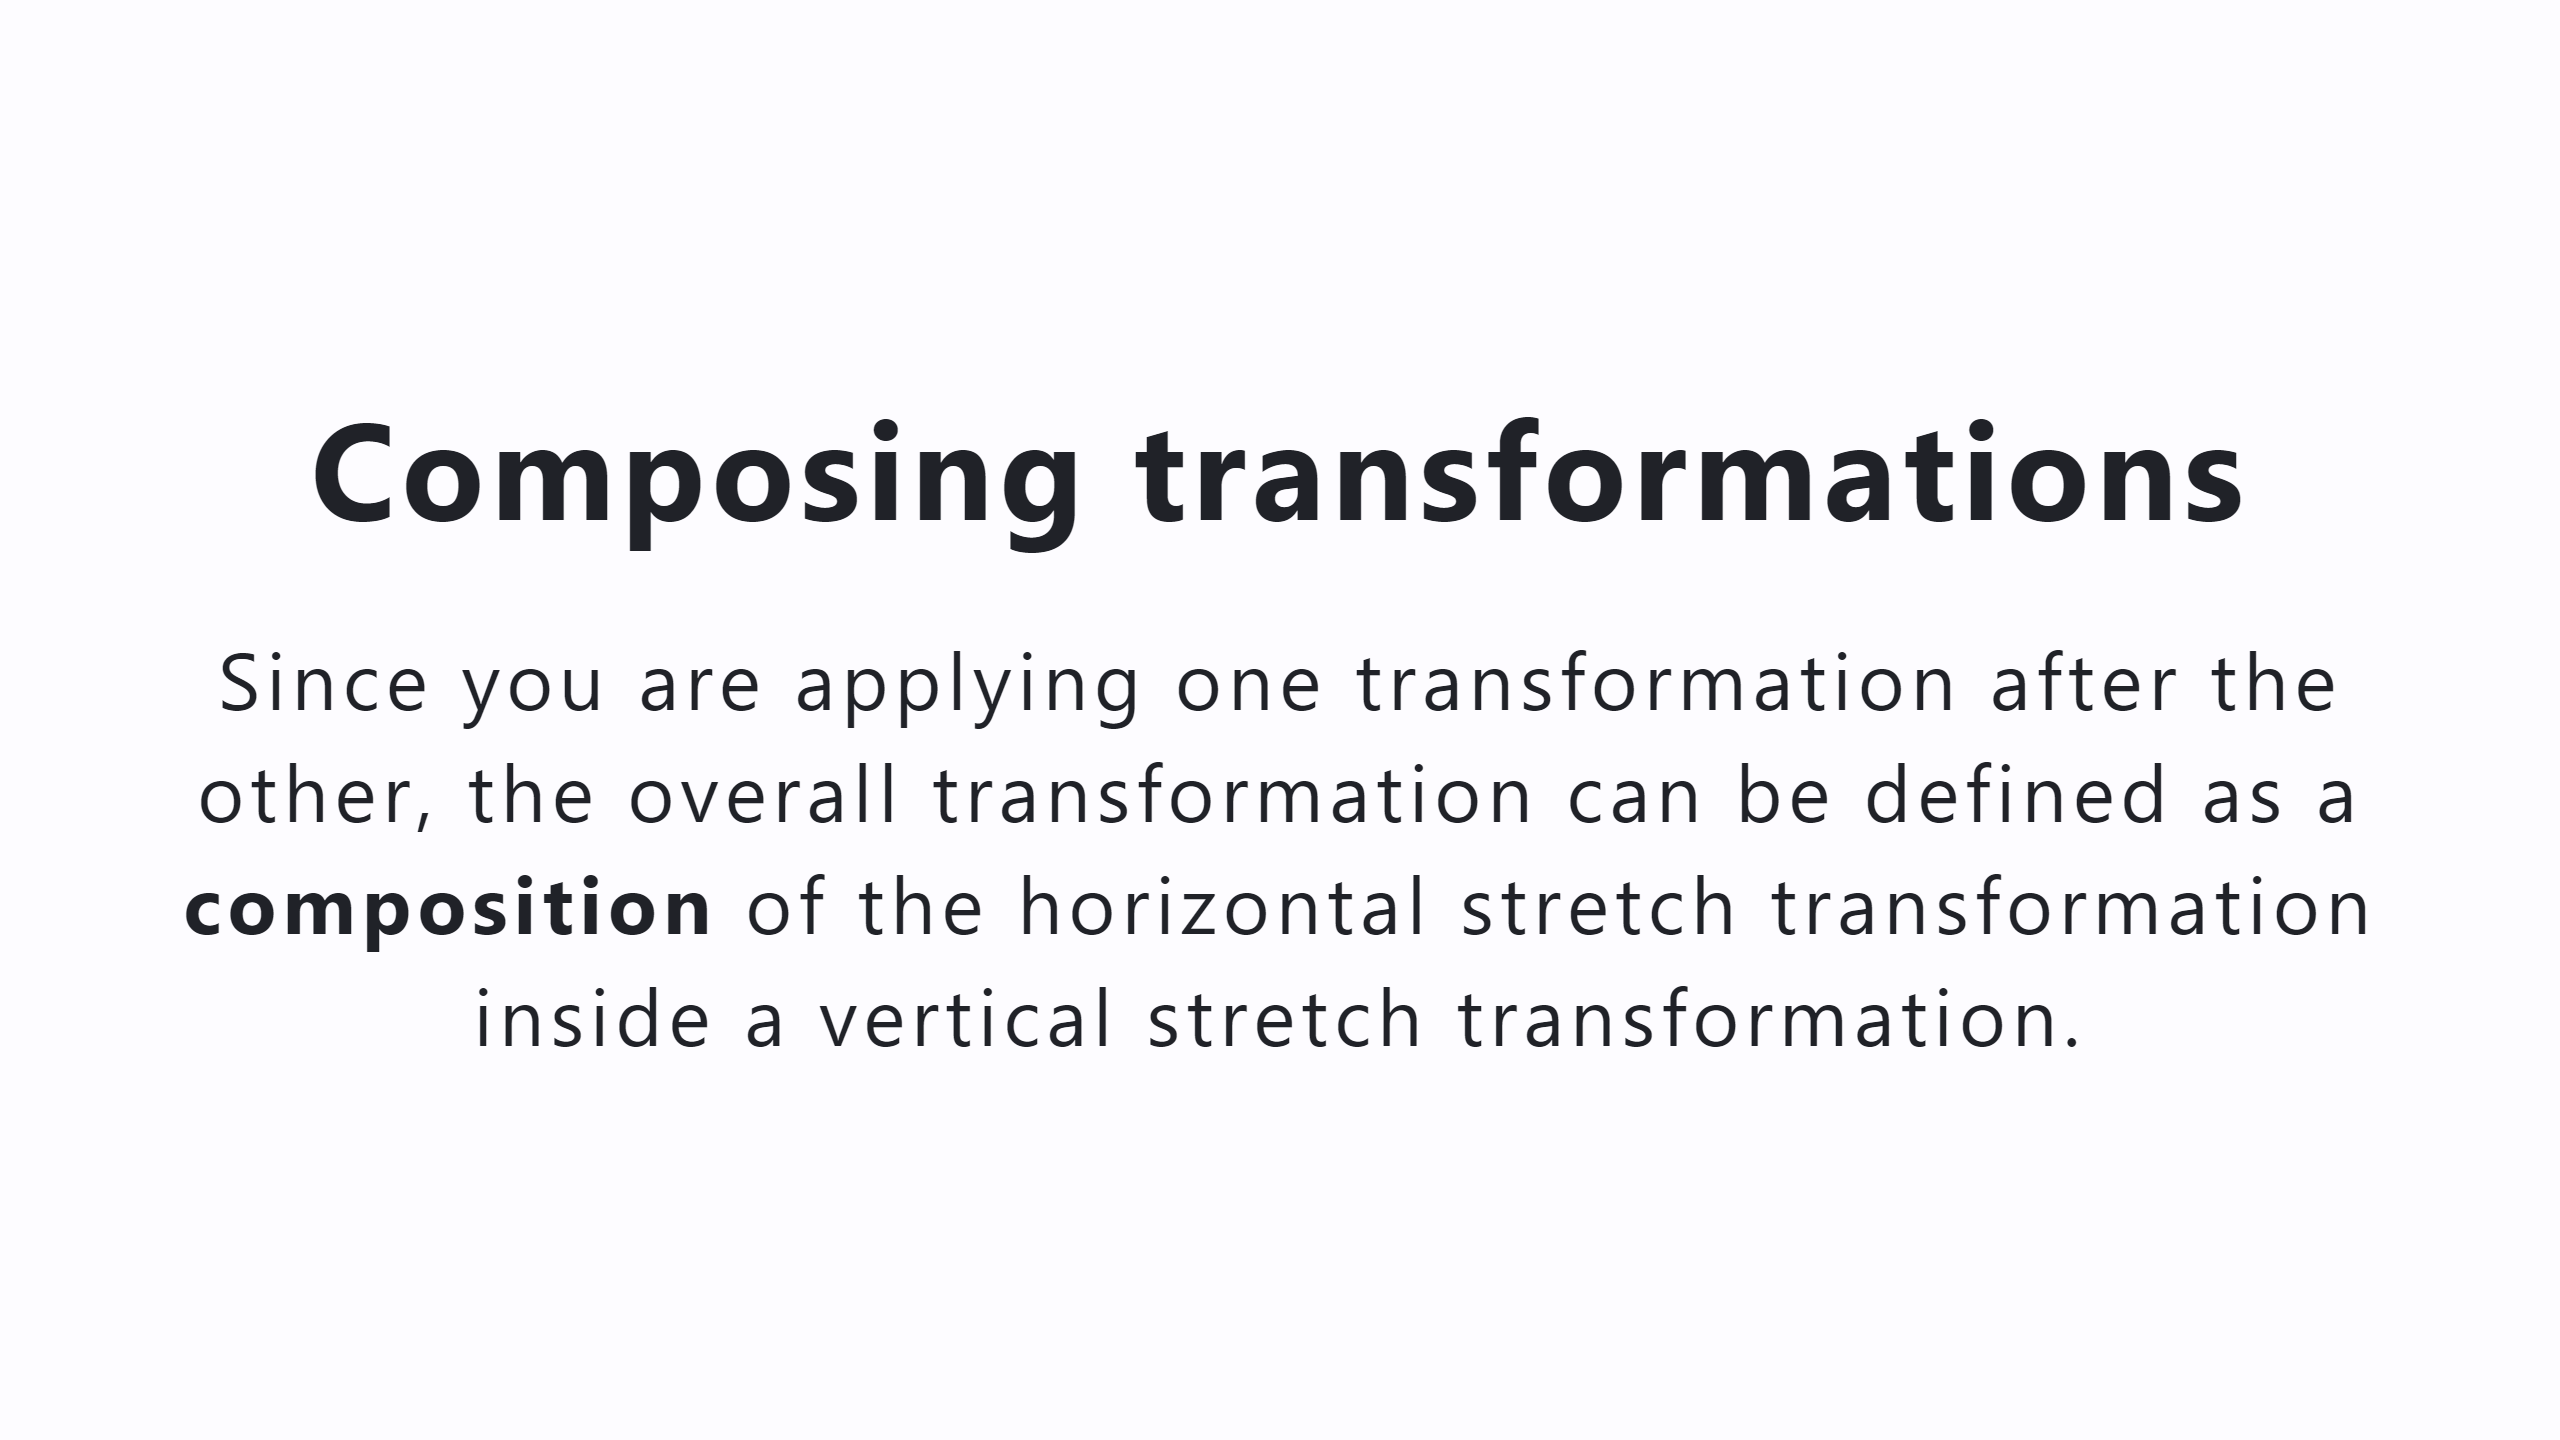 Composing transformations
Since you are applying one transformation after the
other, the overall transformation can be defined as a
composition of the horizontal stretch transformation
inside a vertical stretch transformation.